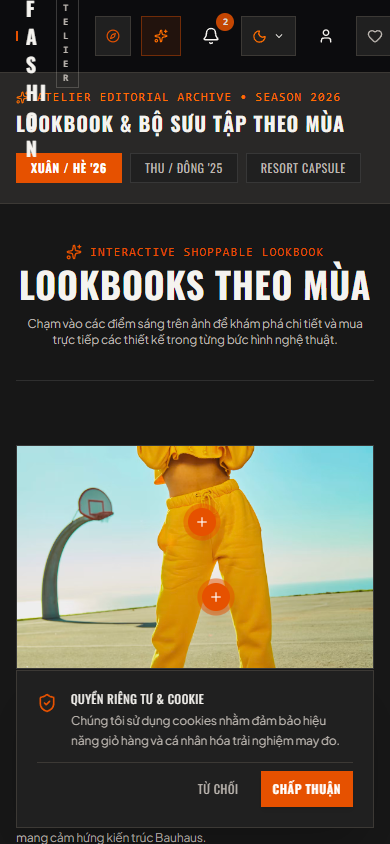 FASHION
TELIER
2
ATELIER EDITORIAL ARCHIVE • SEASON 2026
LOOKBOOK & BỘ SƯU TẬP THEO MÙA
XUÂN / HÈ '26
THU / ĐÔNG '25
RESORT CAPSULE
INTERACTIVE SHOPPABLE LOOKBOOK
LOOKBOOKS THEO MÙA
Chạm vào các điểm sáng trên ảnh để khám phá chi tiết và mua
trực tiếp các thiết kế trong từng bức hình nghệ thuật.
QUYỀN RIÊNG TƯ & COOKIE
Chúng tôi sử dụng cookies nhằm đảm bảo hiệu
năng giỏ hàng và cá nhân hóa trải nghiệm may đo.
TỪ CHỐI
CHẤP THUẬN
mang cảm hứng kiến trúc Bauhaus.